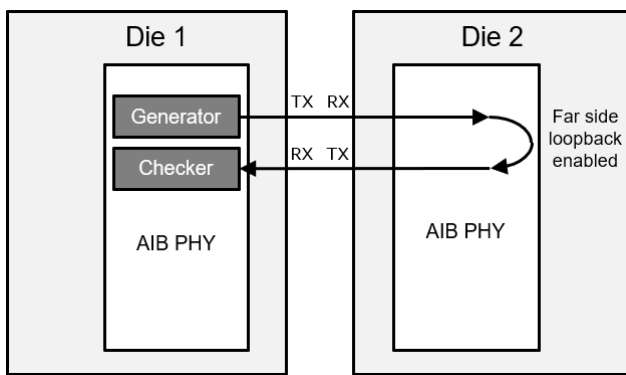 Die 1
Die 2
Generator
TX RX
Far side
loopback
enabled
Checker
RX TX
AIB PHY
AIB PHY